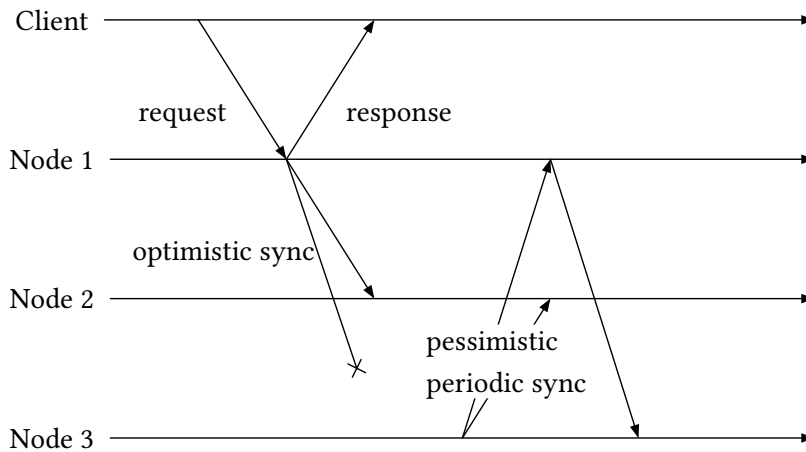 Client
request
response
Node 1
optimistic sync
Node 2
pessimistic
periodic sync
Node 3